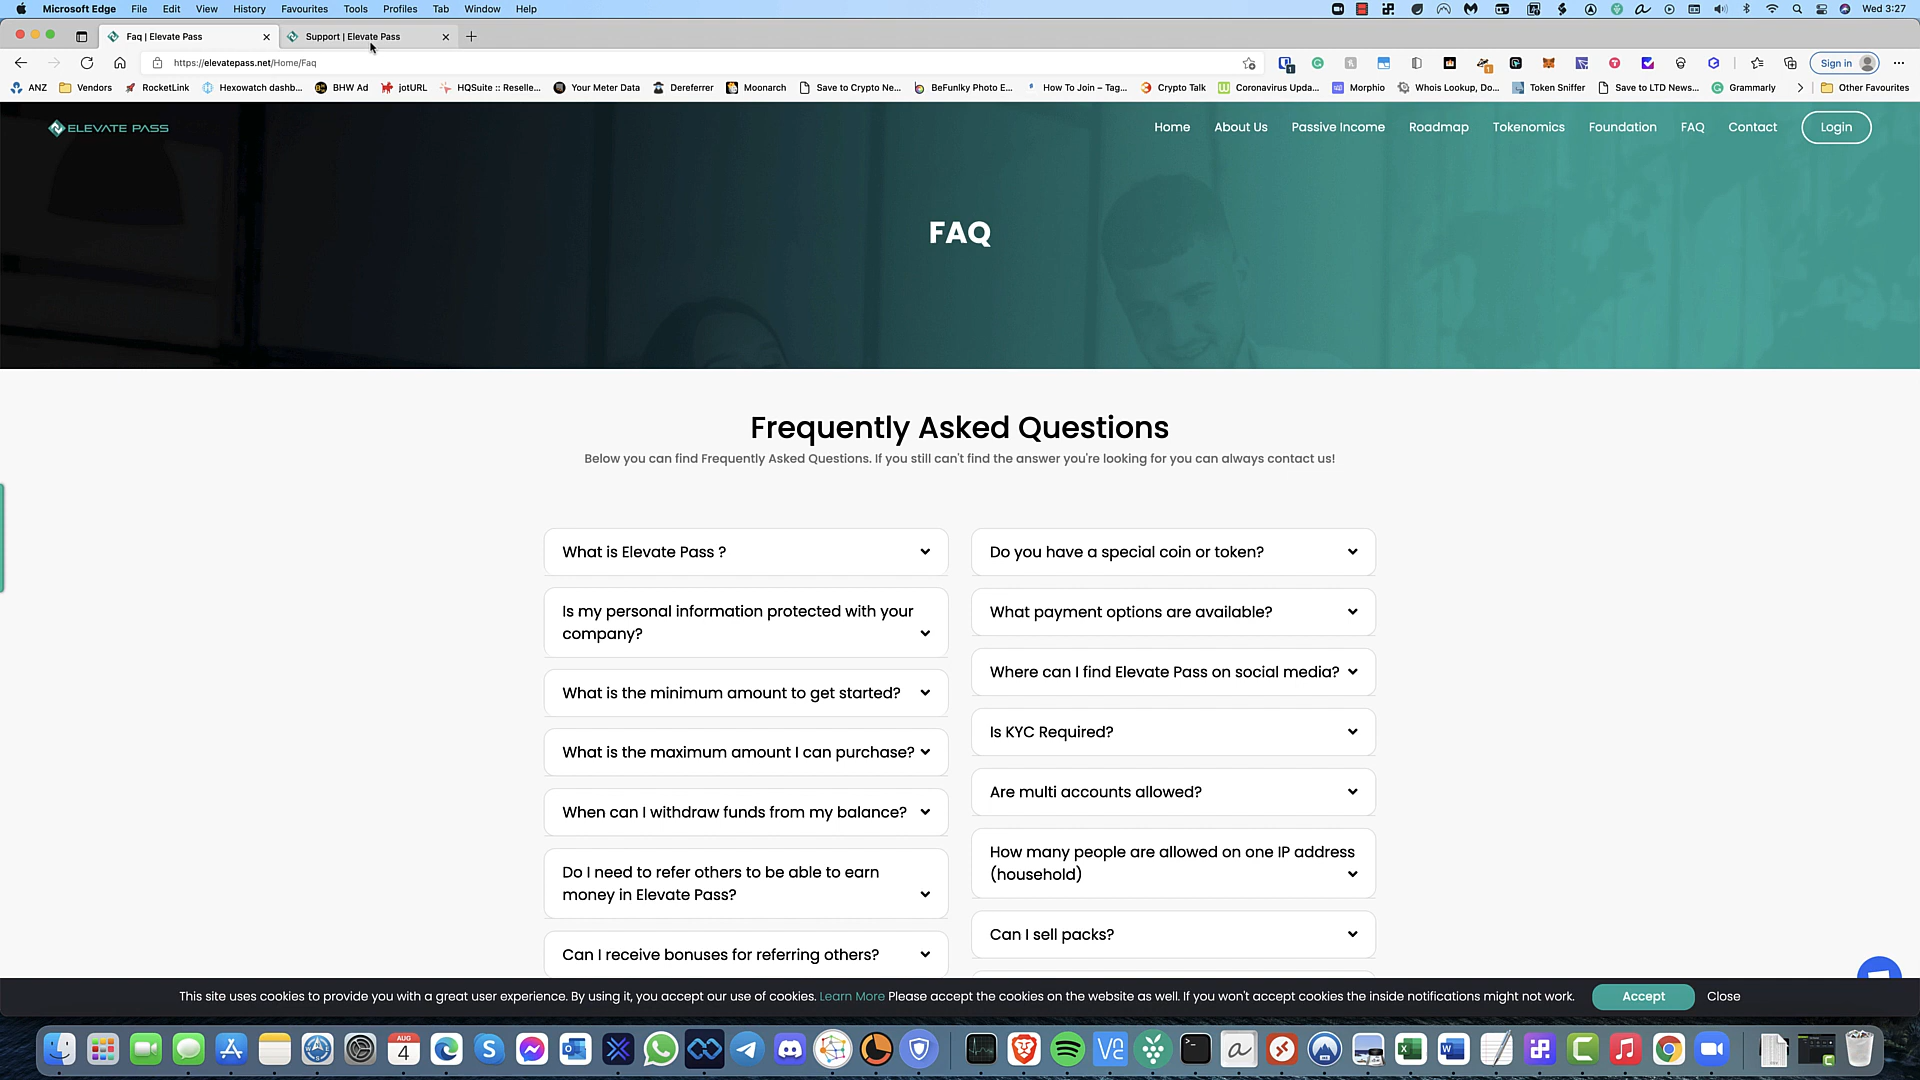 Microsoft Edge File Edit View History Favourites Tools Profiles Tab Window Help Wed 3:27
Faq | Elevate Pass Support | Elevate Pass
https://elevatepass.net/Home/Faq Sign in
ANZ Vendors RocketLink Hexowatch dashb... BHW Ad jotURL HQSuite :: Reselle... Your Meter Data Dereferrer Moonarch Save to Crypto Ne... BeFunlky Photo E... How To Join – Tag... Crypto Talk Coronavirus Upda... Morphio Whois Lookup, Do... Token Sniffer Save to LTD News... Grammarly Other Favourites
ELEVATE PASS Home About Us Passive Income Roadmap Tokenomics Foundation FAQ Contact Login
FAQ
Frequently Asked Questions
Below you can find Frequently Asked Questions. If you still can't find the answer you're looking for you can always contact us!
What is Elevate Pass ?
Is my personal information protected with your
company?
What is the minimum amount to get started?
What is the maximum amount I can purchase?
When can I withdraw funds from my balance?
Do I need to refer others to be able to earn
money in Elevate Pass?
Can I receive bonuses for referring others?
Do you have a special coin or token?
What payment options are available?
Where can I find Elevate Pass on social media?
Is KYC Required?
Are multi accounts allowed?
How many people are allowed on one IP address
(household)
Can I sell packs?
This site uses cookies to provide you with a great user experience. By using it, you accept our use of cookies. Learn More Please accept the cookies on the website as well. If you won't accept cookies the inside notifications might not work. Accept Close
AUG
4